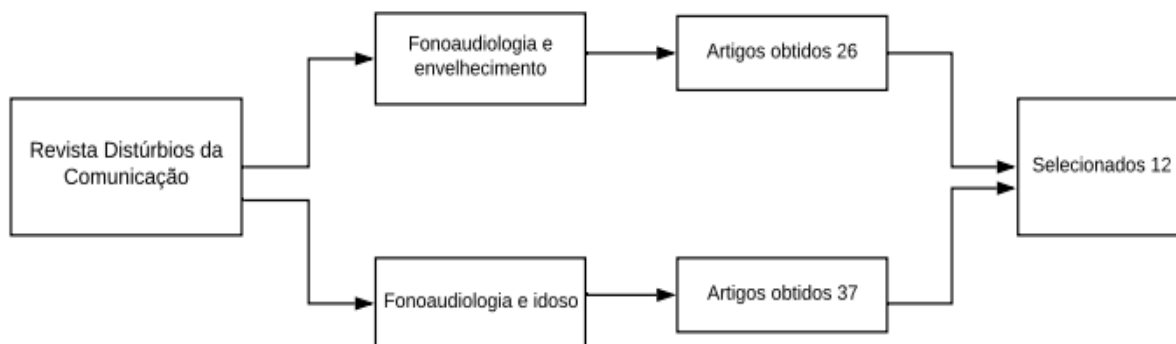 Revista Distúrbios da
Comunicação
Fonoaudiologia e
envelhecimento
Artigos obtidos 26
Fonoaudiologia e idoso
Artigos obtidos 37
Selecionados 12